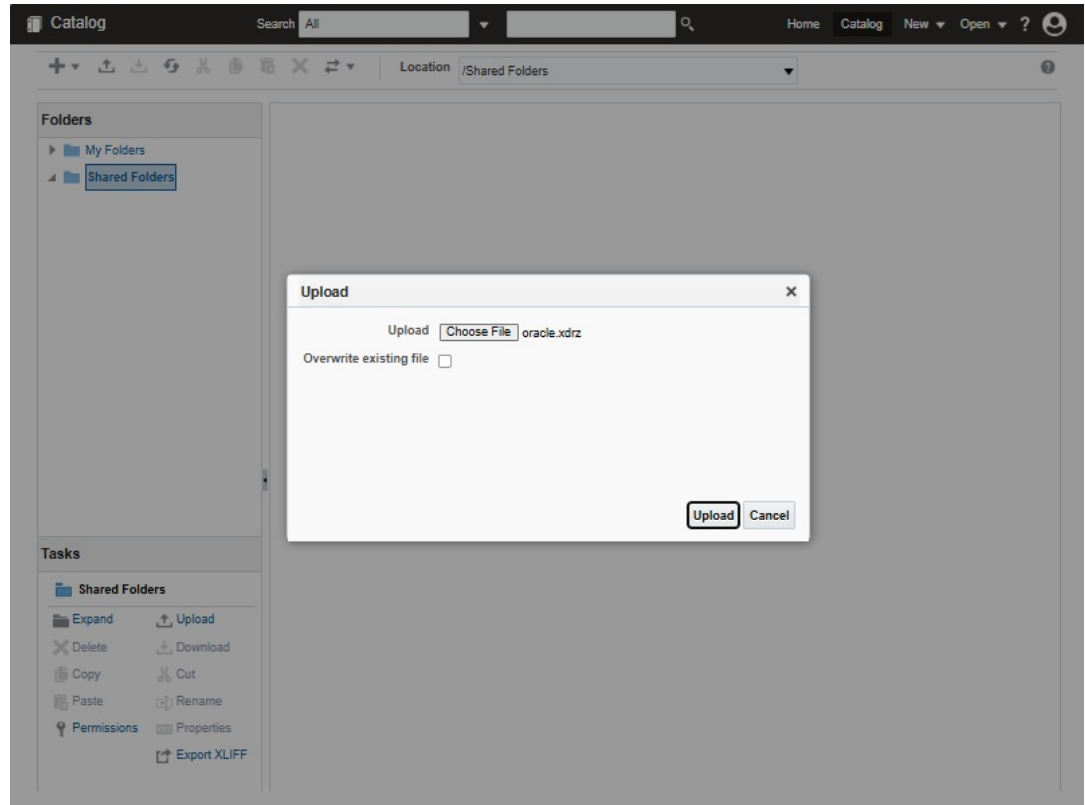 Catalog Search All Home Catalog New Open ?
Location /Shared Folders ?
Folders
My Folders
Shared Folders
Upload
Upload Choose File oracle.xdrz
Overwrite existing file
Upload Cancel
Tasks
Shared Folders
Expand Upload
Delete Download
Copy Cut
Paste Rename
Permissions Properties
Export XLIFF